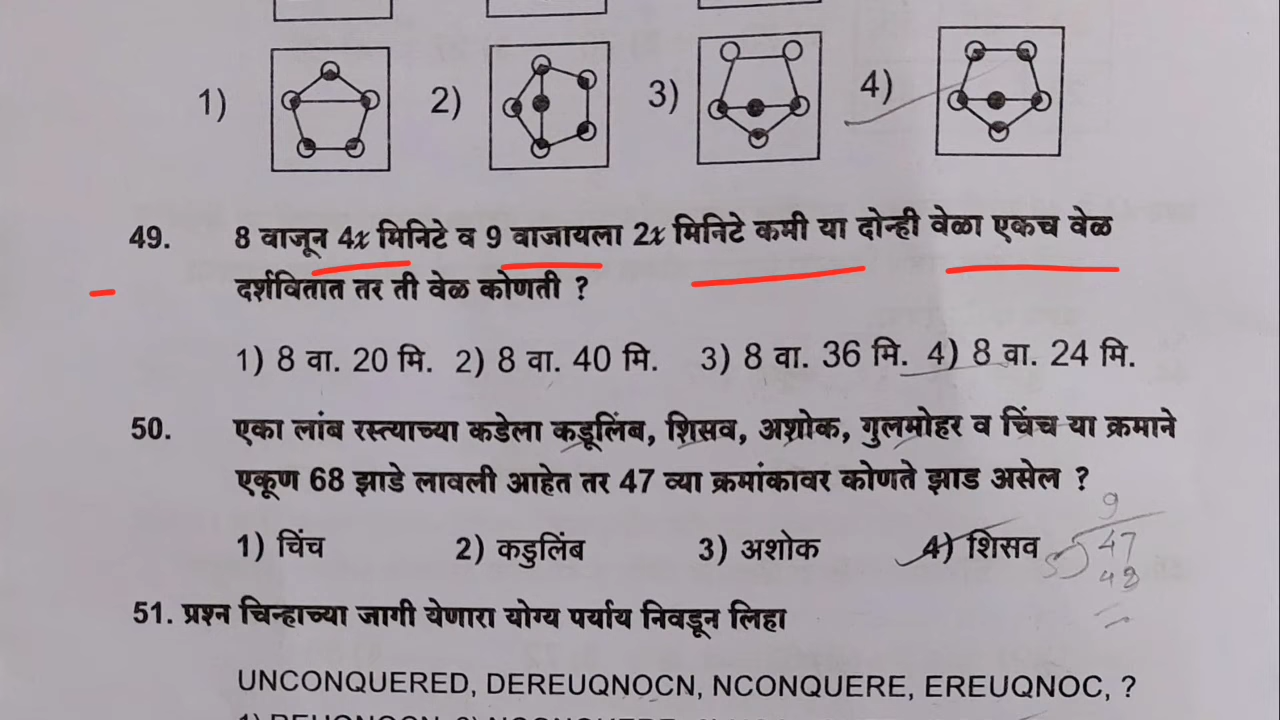 1) 2) 3) 4)
49. 8 वाजून 4x मिनिटे व 9 वाजायला 2x मिनिटे कमी या दोन्ही वेळा एकच वेळ
दर्शवितात तर ती वेळ कोणती ?
1) 8 वा. 20 मि. 2) 8 वा. 40 मि. 3) 8 वा. 36 मि. 4) 8 वा. 24 मि.
50. एका लांब रस्त्याच्या कडेला कडूलिंब, शिसव, अशोक, गुलमोहर व चिंच या क्रमाने
एकूण 68 झाडे लावली आहेत तर 47 व्या क्रमांकावर कोणते झाड असेल ?
9
1) चिंच 2) कडुलिंब 3) अशोक 4) शिसव 5 47
51. प्रश्न चिन्हाच्या जागी येणारा योग्य पर्याय निवडून लिहा
UNCONQUERED, DEREUQNOCN, NCONQUERE, EREUQNOC, ?